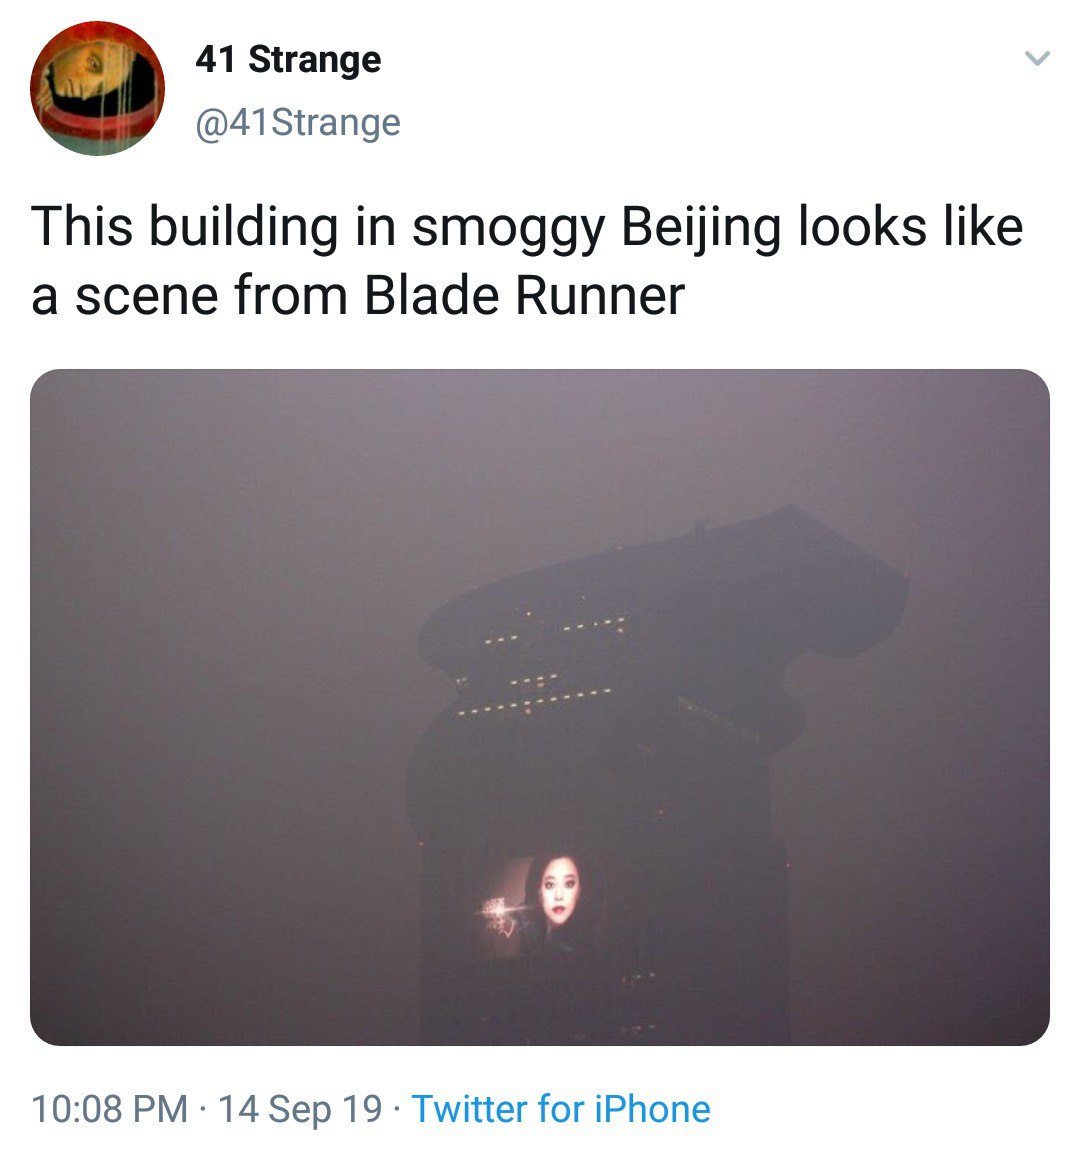 41 Strange
@41Strange
This building in smoggy Beijing looks like
a scene from Blade Runner
10:08 PM · 14 Sep 19 · Twitter for iPhone